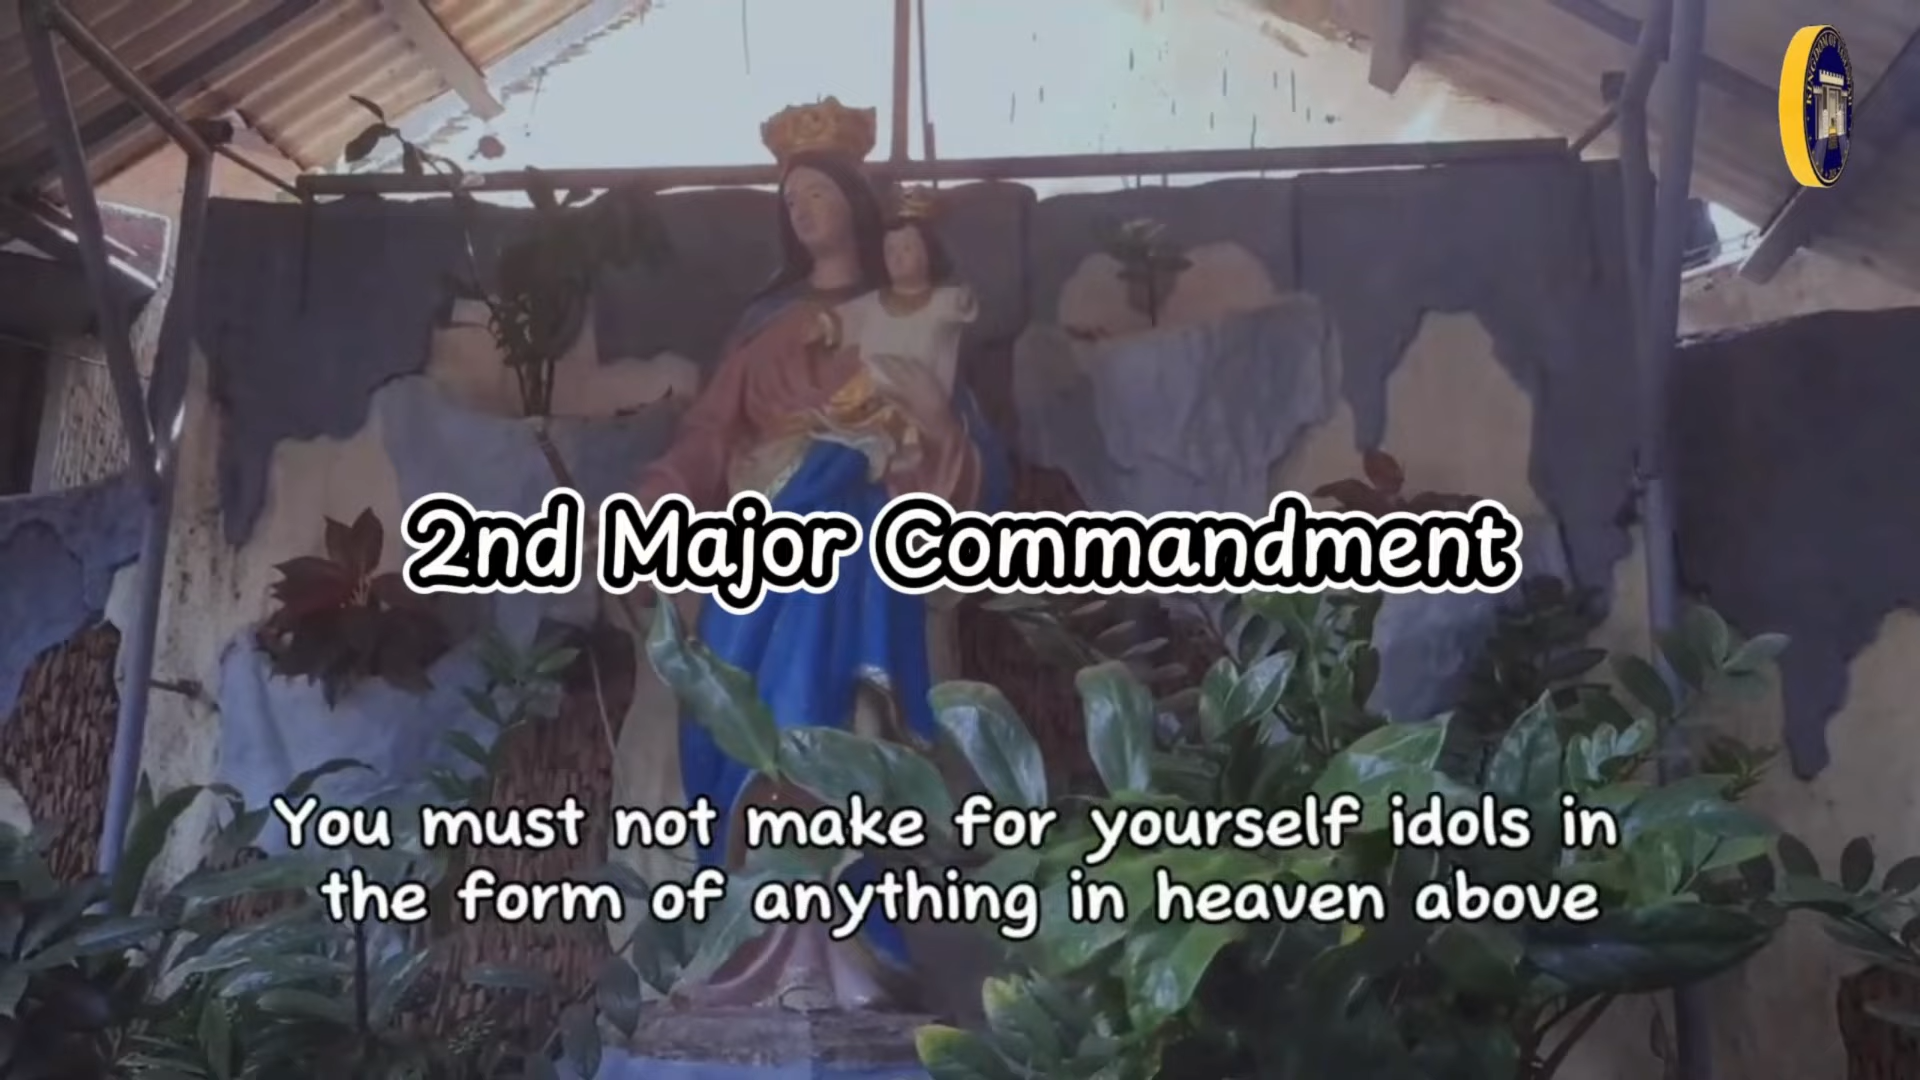 2nd Major Commandment
You must not make for yourself idols in
the form of anything in heaven above